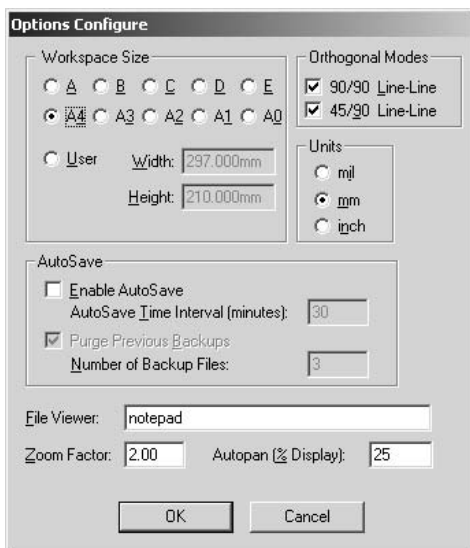 Options Configure
Workspace Size
A B C D E
A4 A3 A2 A1 A0
User Width: 297.000mm
Height: 210.000mm
Orthogonal Modes
90/90 Line-Line
45/90 Line-Line
Units
mil
mm
inch
AutoSave
Enable AutoSave
AutoSave Time Interval (minutes): 30
Purge Previous Backups
Number of Backup Files: 3
File Viewer: notepad
Zoom Factor: 2.00 Autopan (% Display): 25
OK Cancel